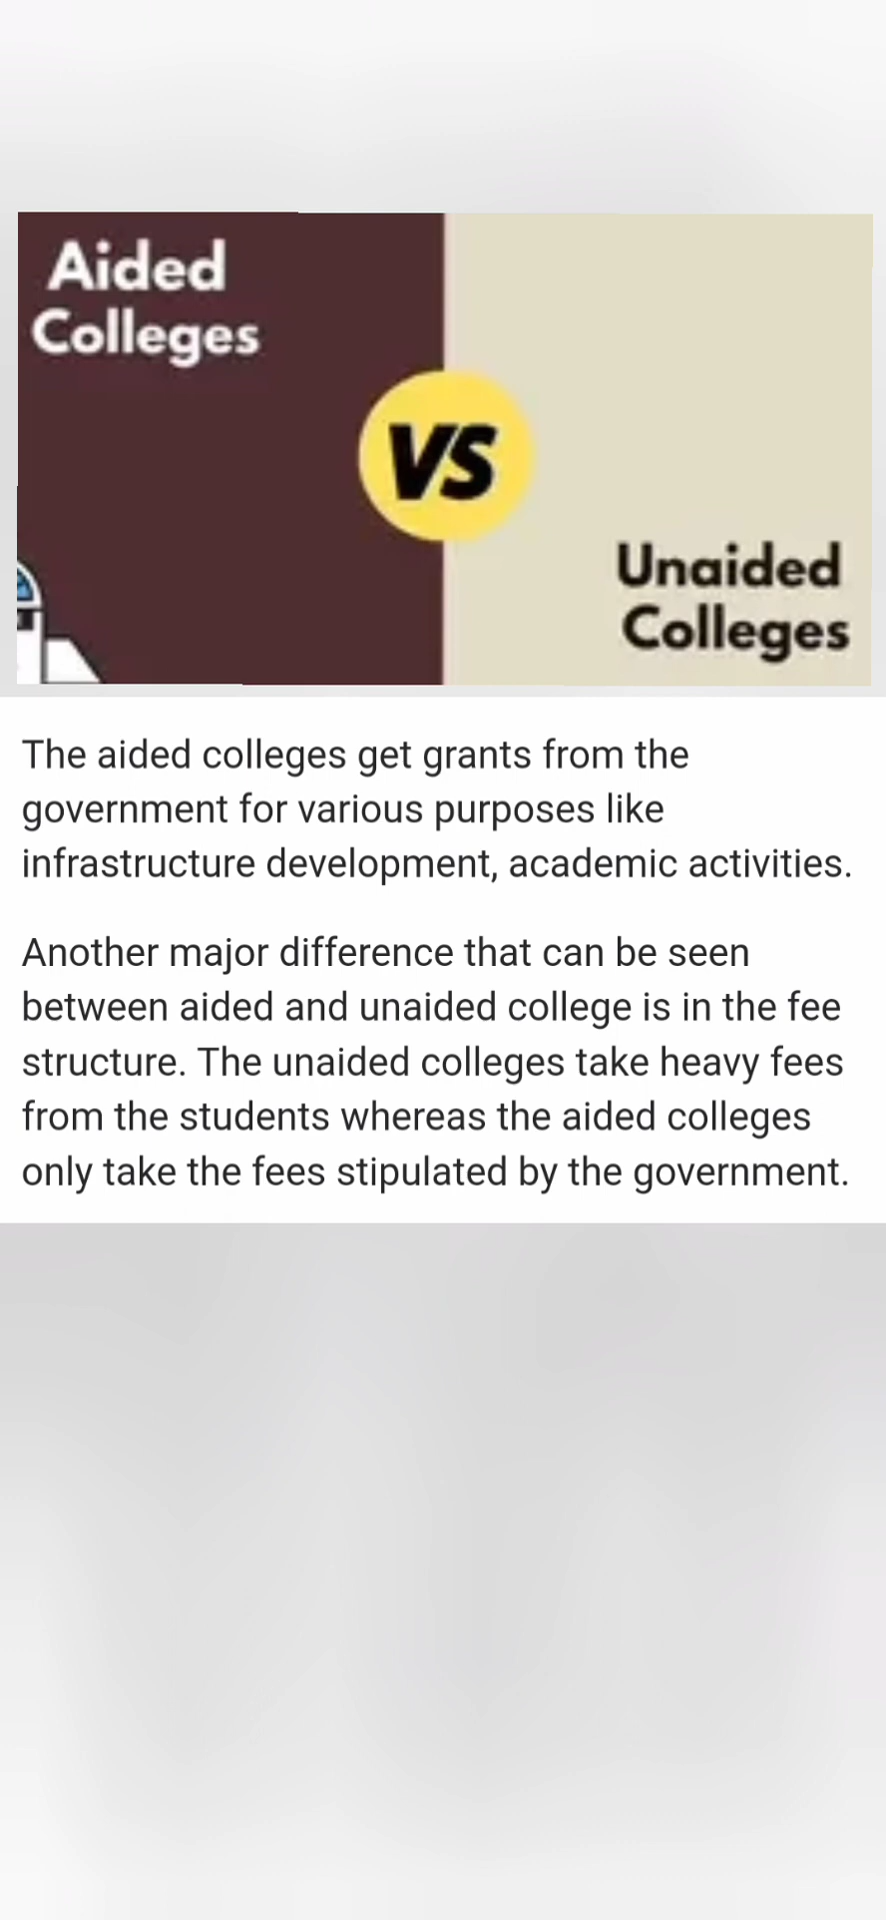 Aided
Colleges
VS
Unaided
Colleges
The aided colleges get grants from the
government for various purposes like
infrastructure development, academic activities.
Another major difference that can be seen
between aided and unaided college is in the fee
structure. The unaided colleges take heavy fees
from the students whereas the aided colleges
only take the fees stipulated by the government.